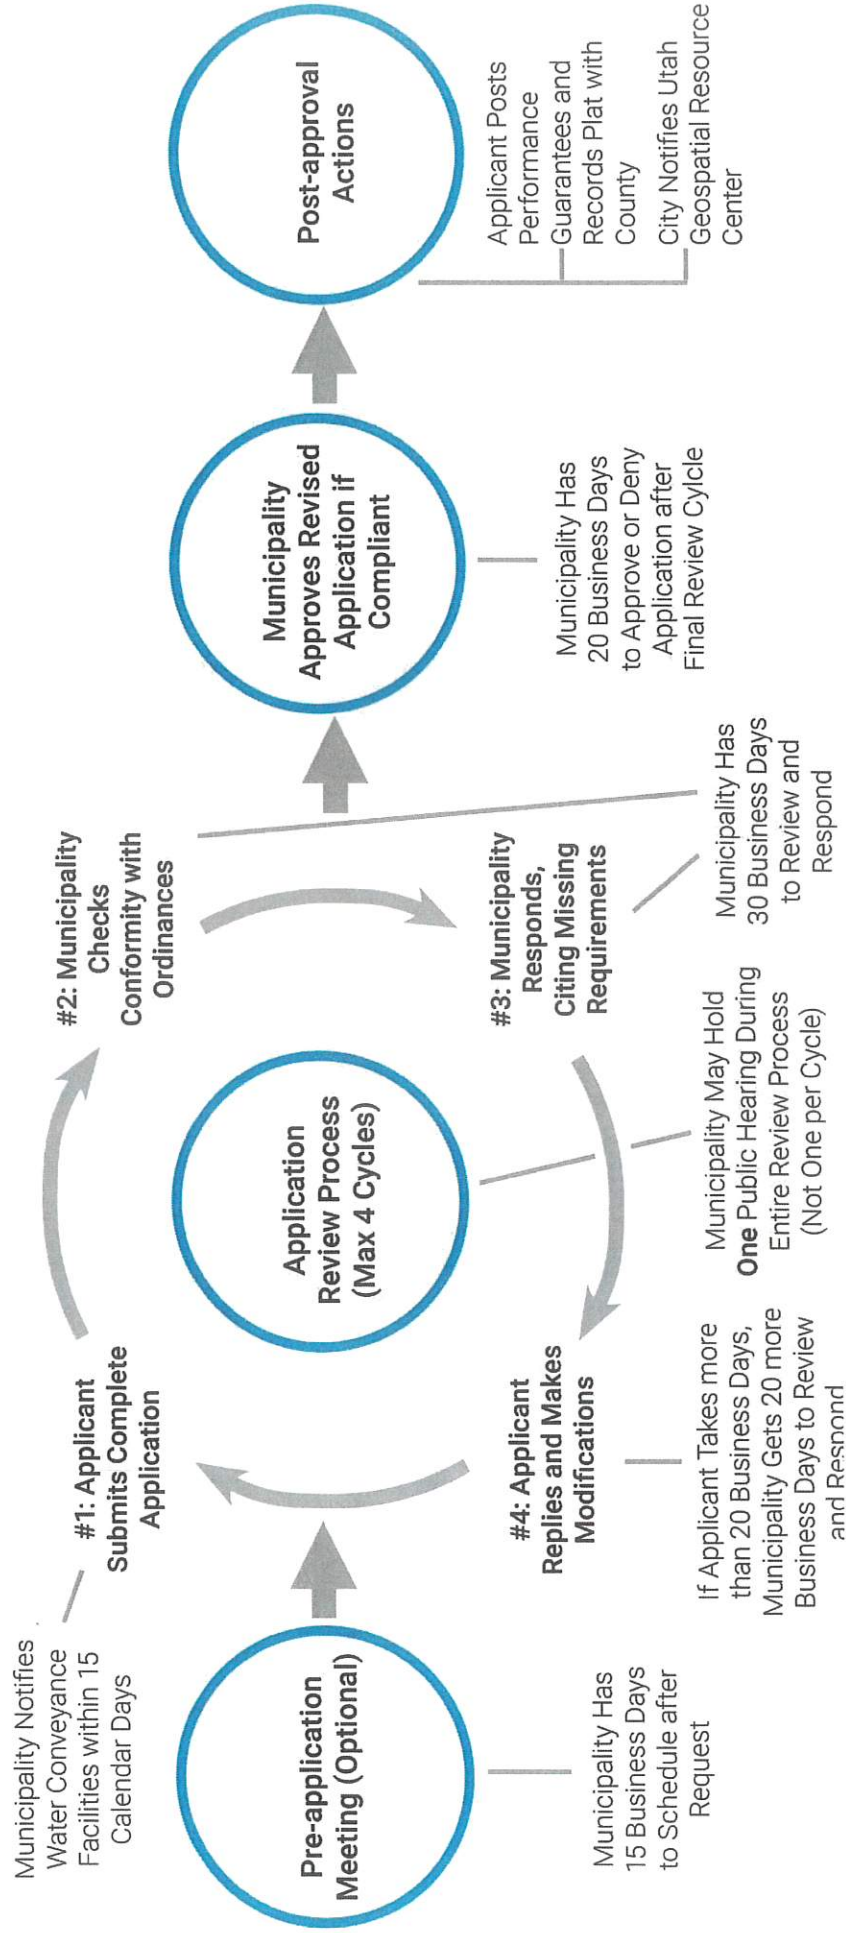 Municipality Notifies
Water Conveyance
Facilities within 15
Calendar Days
Pre-application
Meeting (Optional)
Municipality Has
15 Business Days
to Schedule after
Request
#1: Applicant
Submits Complete
Application
#2: Municipality
Checks
Conformity with
Ordinances
Application
Review Process
(Max 4 Cycles)
#3: Municipality
Responds,
Citing Missing
Requirements
#4: Applicant
Replies and Makes
Modifications
If Applicant Takes more
than 20 Business Days,
Municipality Gets 20 more
Business Days to Review
and Respond
Municipality May Hold
One Public Hearing During
Entire Review Process
(Not One per Cycle)
Municipality Has
30 Business Days
to Review and
Respond
Municipality
Approves Revised
Application if
Compliant
Municipality Has
20 Business Days
to Approve or Deny
Application after
Final Review Cylcle
Post-approval
Actions
Applicant Posts
Performance
Guarantees and
Records Plat with
County
City Notifies Utah
Geospatial Resource
Center